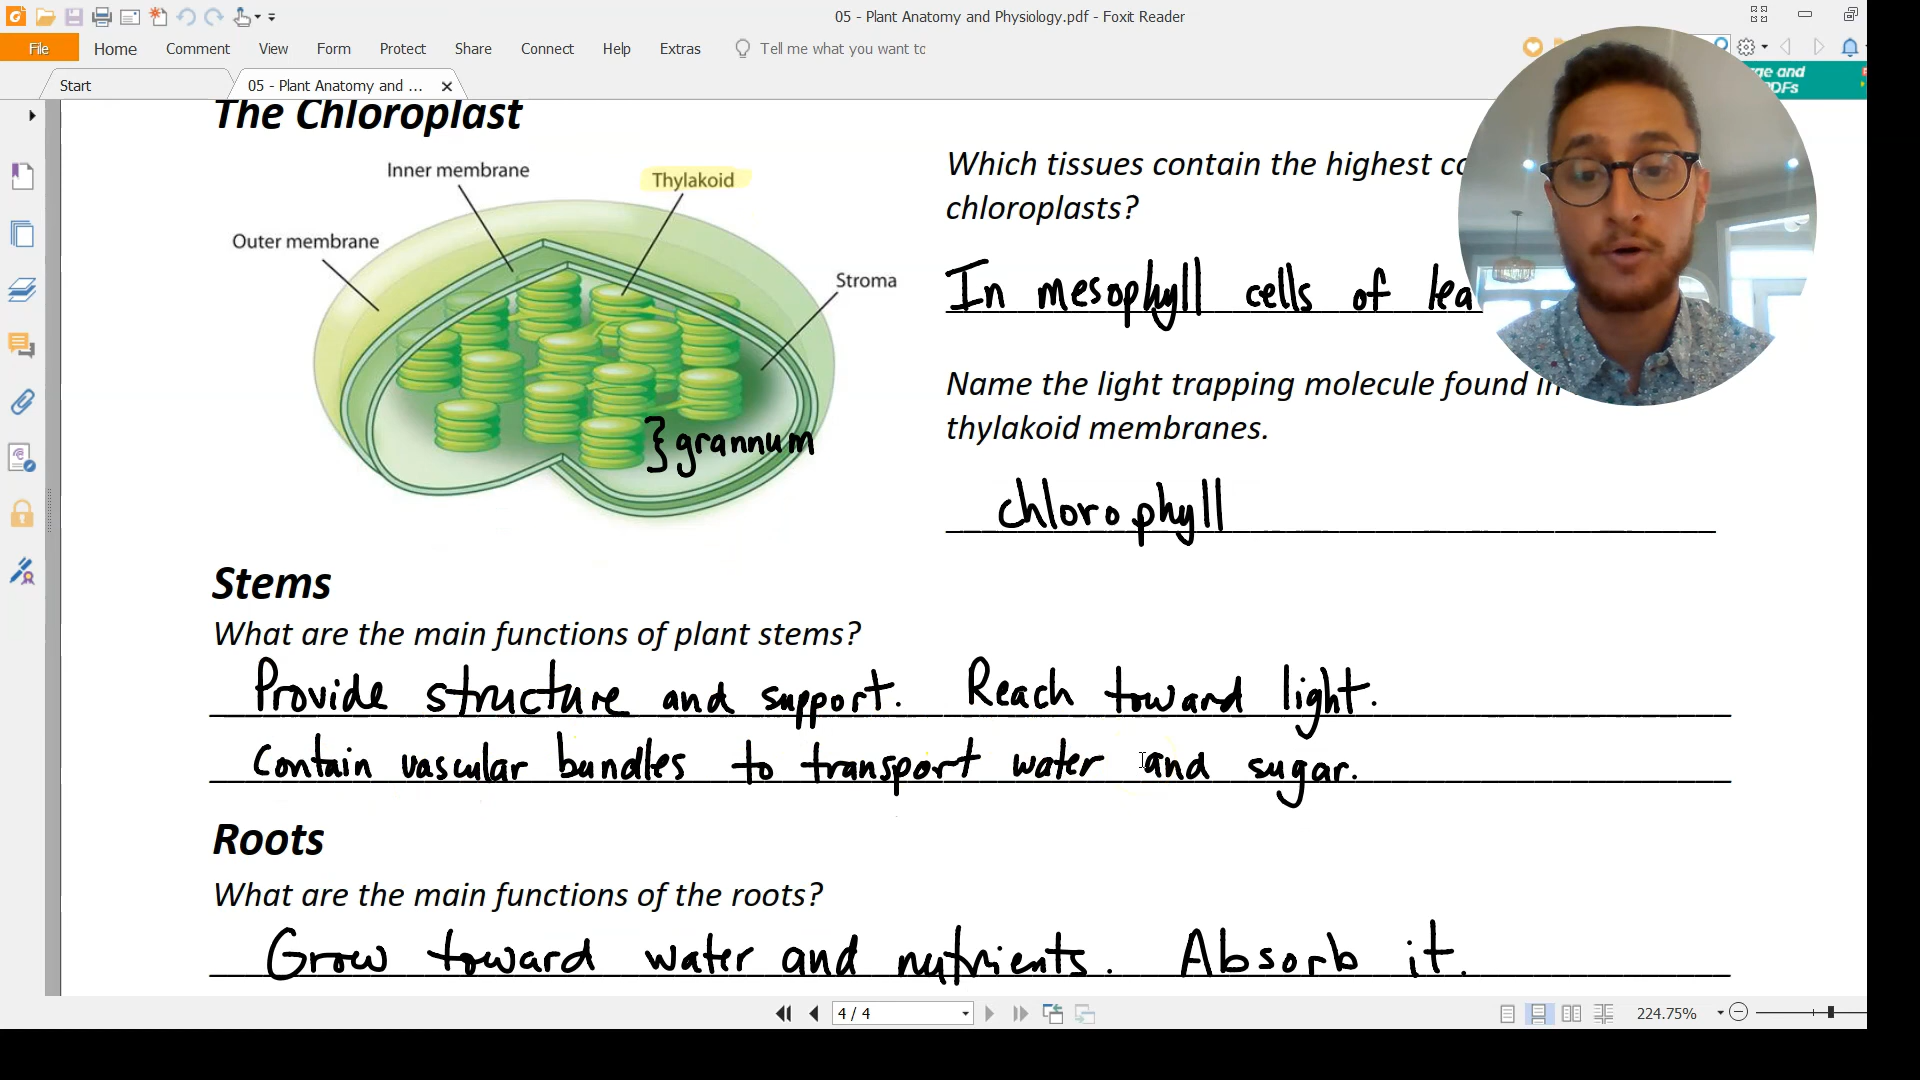 05 - Plant Anatomy and Physiology.pdf - Foxit Reader
File Home Comment View Form Protect Share Connect Help Extras Tell me what you want to
Start 05 - Plant Anatomy and ...
The Chloroplast
Inner membrane
Thylakoid
Outer membrane
Stroma
}grannum
Which tissues contain the highest
chloroplasts?
In mesophyll cells of
Name the light trapping molecule found in
thylakoid membranes.
chlorophyll
Stems
What are the main functions of plant stems?
Provide structure and support. Reach toward light.
Contain vascular bundles to transport water and sugar.
Roots
What are the main functions of the roots?
Grow toward water and nutrients. Absorb it.
4 / 4
224.75%